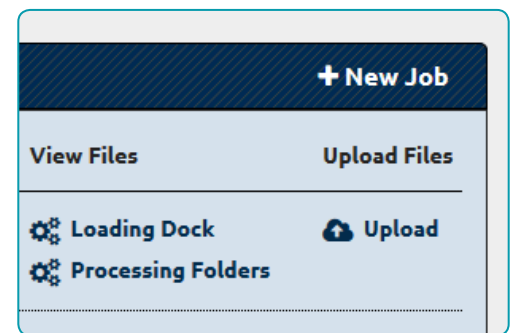 + New Job
View Files Upload Files
Loading Dock Upload
Processing Folders